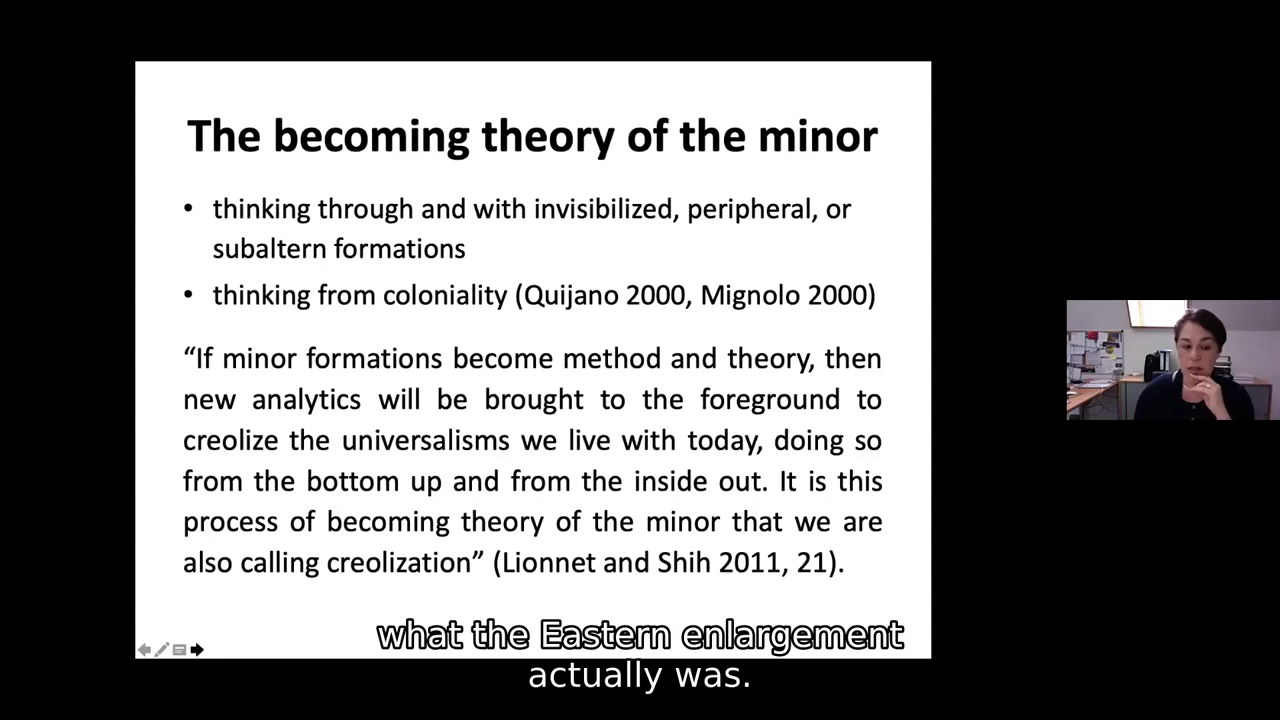 The becoming theory of the minor
• thinking through and with invisibilized, peripheral, or
subaltern formations
• thinking from coloniality (Quijano 2000, Mignolo 2000)
“If minor formations become method and theory, then
new analytics will be brought to the foreground to
creolize the universalisms we live with today, doing so
from the bottom up and from the inside out. It is this
process of becoming theory of the minor that we are
also calling creolization” (Lionnet and Shih 2011, 21).
what the Eastern enlargement
actually was.